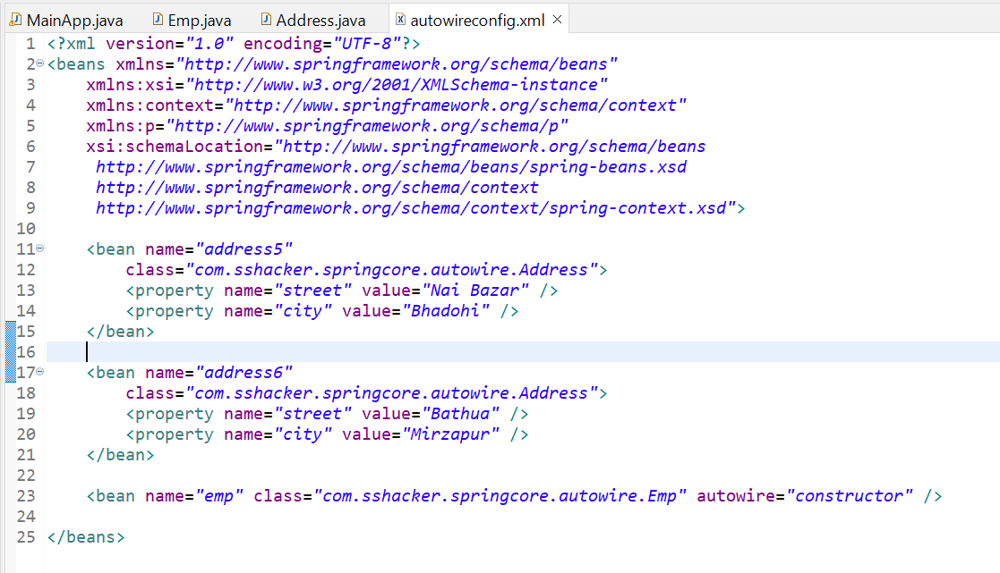 MainApp.java Emp.java Address.java autowireconfig.xml
1 <?xml version="1.0" encoding="UTF-8"?>
2 <beans xmlns="http://www.springframework.org/schema/beans"
3 xmlns:xsi="http://www.w3.org/2001/XMLSchema-instance"
4 xmlns:context="http://www.springframework.org/schema/context"
5 xmlns:p="http://www.springframework.org/schema/p"
6 xsi:schemaLocation="http://www.springframework.org/schema/beans
7 http://www.springframework.org/schema/beans/spring-beans.xsd
8 http://www.springframework.org/schema/context
9 http://www.springframework.org/schema/context/spring-context.xsd">
10
11 <bean name="address5"
12 class="com.sshacker.springcore.autowire.Address">
13 <property name="street" value="Nai Bazar" />
14 <property name="city" value="Bhadohi" />
15 </bean>
16
17 <bean name="address6"
18 class="com.sshacker.springcore.autowire.Address">
19 <property name="street" value="Bathua" />
20 <property name="city" value="Mirzapur" />
21 </bean>
22
23 <bean name="emp" class="com.sshacker.springcore.autowire.Emp" autowire="constructor" />
24
25 </beans>